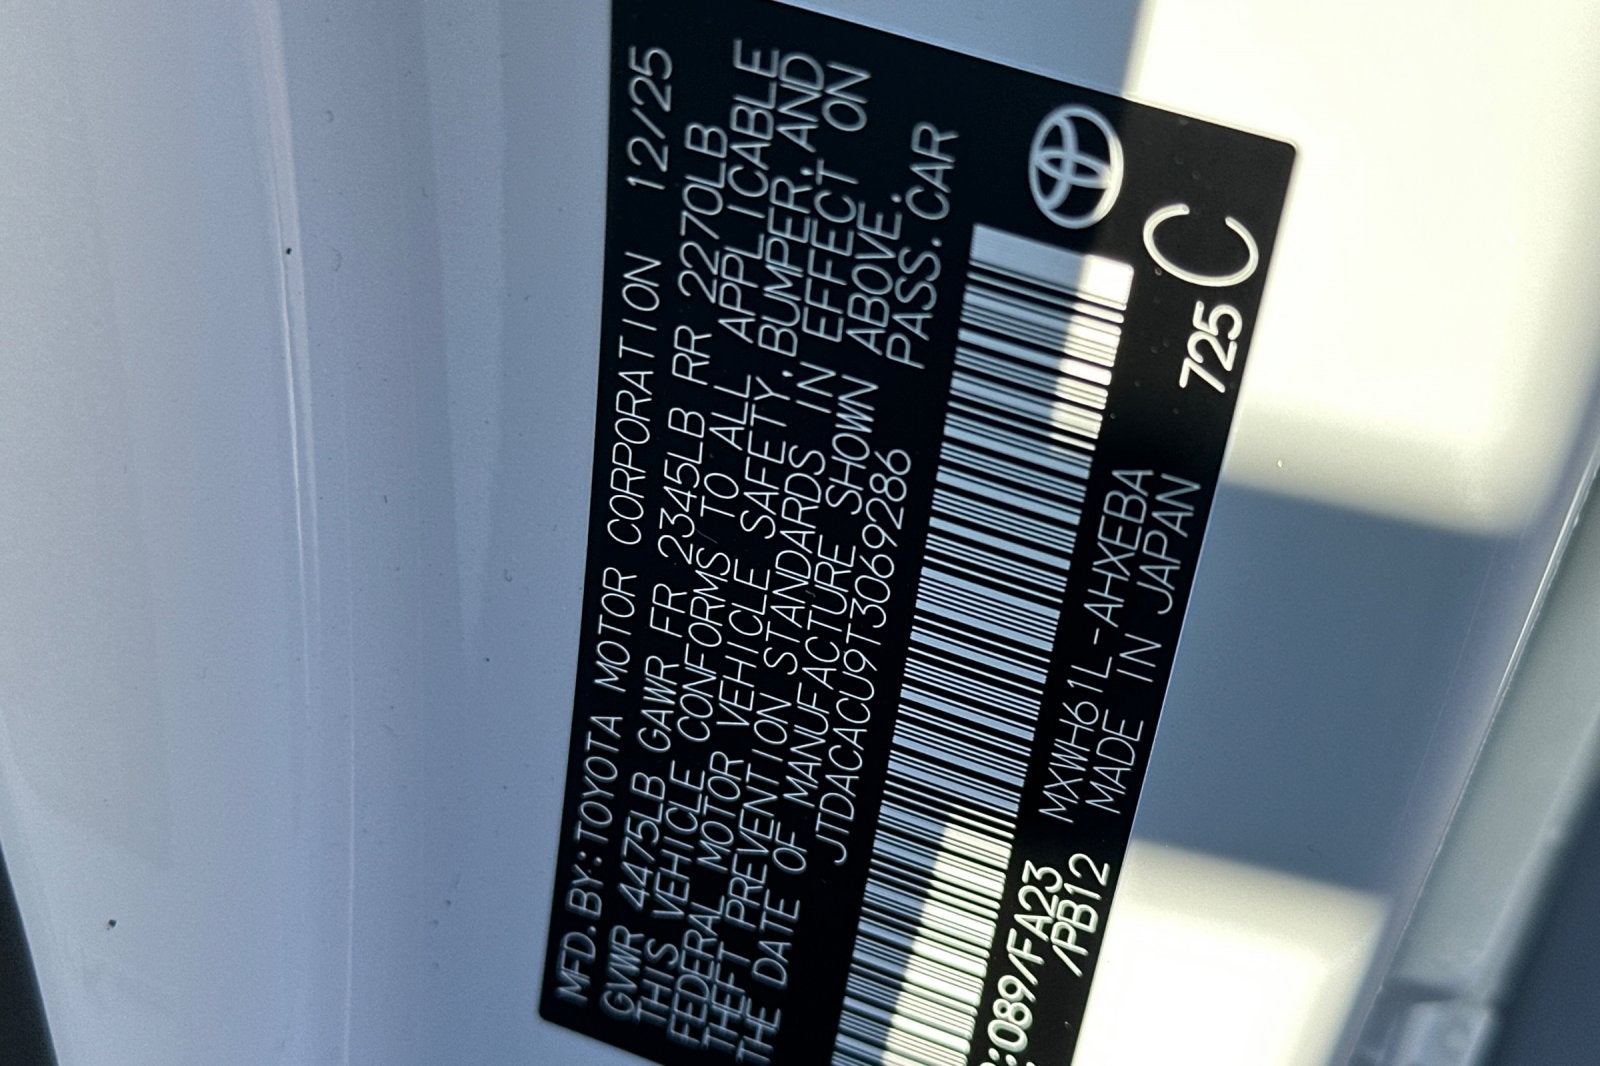 MFD.BY:TOYOTA MOTOR CORPORATION 12/25
GVWR 4475LB GAWR FR 2345LB RR 2270LB
THIS VEHICLE CONFORMS TO ALL APPLICABLE
FEDERAL MOTOR VEHICLE SAFETY, BUMPER, AND
THEFT PREVENTION STANDARDS IN EFFECT ON
THE DATE OF MANUFACTURE SHOWN ABOVE.
JTDACACU9T3069286 PASS.CAR
:089/FA23 MXWH61L-AHXEBA
/PB12 MADE IN JAPAN 725 C